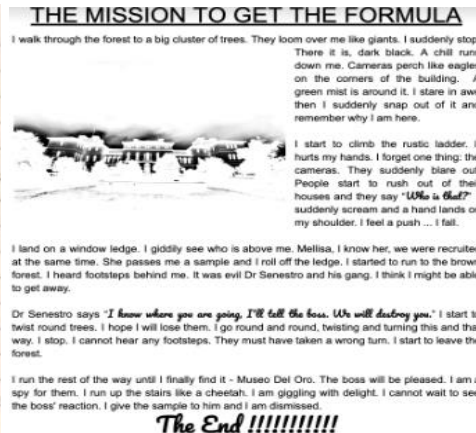 THE MISSION TO GET THE FORMULA
I walk through the forest to a big cluster of trees. They loom over me like giants. I suddenly stop.
There it is, dark black. A chill runs
down me. Cameras perch like eagles
on the corners of the building. A
green mist is around it. I stare in awe
then I suddenly snap out of it and
remember why I am here.
I start to climb the rustic ladder. I
hurts my hands. I forget one thing: the
cameras. They suddenly blare out
People start to rush out of their
houses and they say "Who is that?"
suddenly scream and a hand lands on
my shoulder. I feel a push ... I fall.
I land on a window ledge. I giddily see who is above me. Mellisa, I know her, we were recruited
at the same time. She passes me a sample and I roll off the ledge. I started to run to the brown
forest. I heard footsteps behind me. It was evil Dr Senestro and his gang. I think I might be able
to get away.
Dr Senestro says "I know where you are going, I'll tell the boss. We will destroy you." I start to
twist round trees. I hope I will lose them. I go round and round, twisting and turning this and that
way. I stop. I cannot hear any footsteps. They must have taken a wrong turn. I start to leave the
forest.
I run the rest of the way until I finally find it - Museo Del Oro. The boss will be pleased. I am a
spy for them. I run up the stairs like a cheetah. I am giggling with delight. I cannot wait to see
the boss' reaction. I give the sample to him and I am dismissed.
The End !!!!!!!!!!!